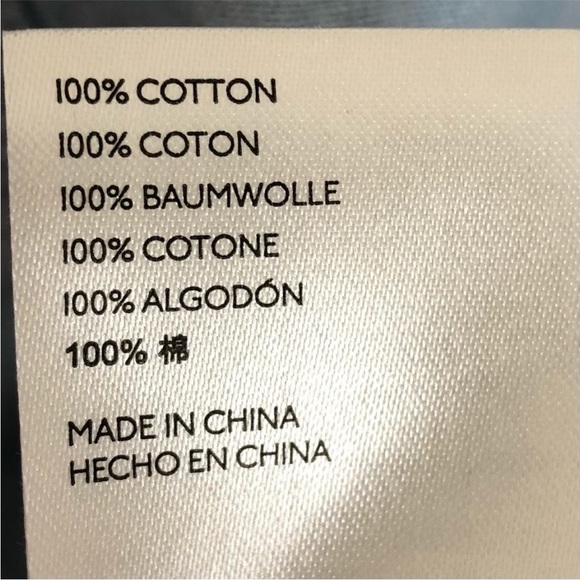 100% COTTON
100% COTON
100% BAUMWOLLE
100% COTONE
100% ALGODÓN
100% 棉
MADE IN CHINA
HECHO EN CHINA